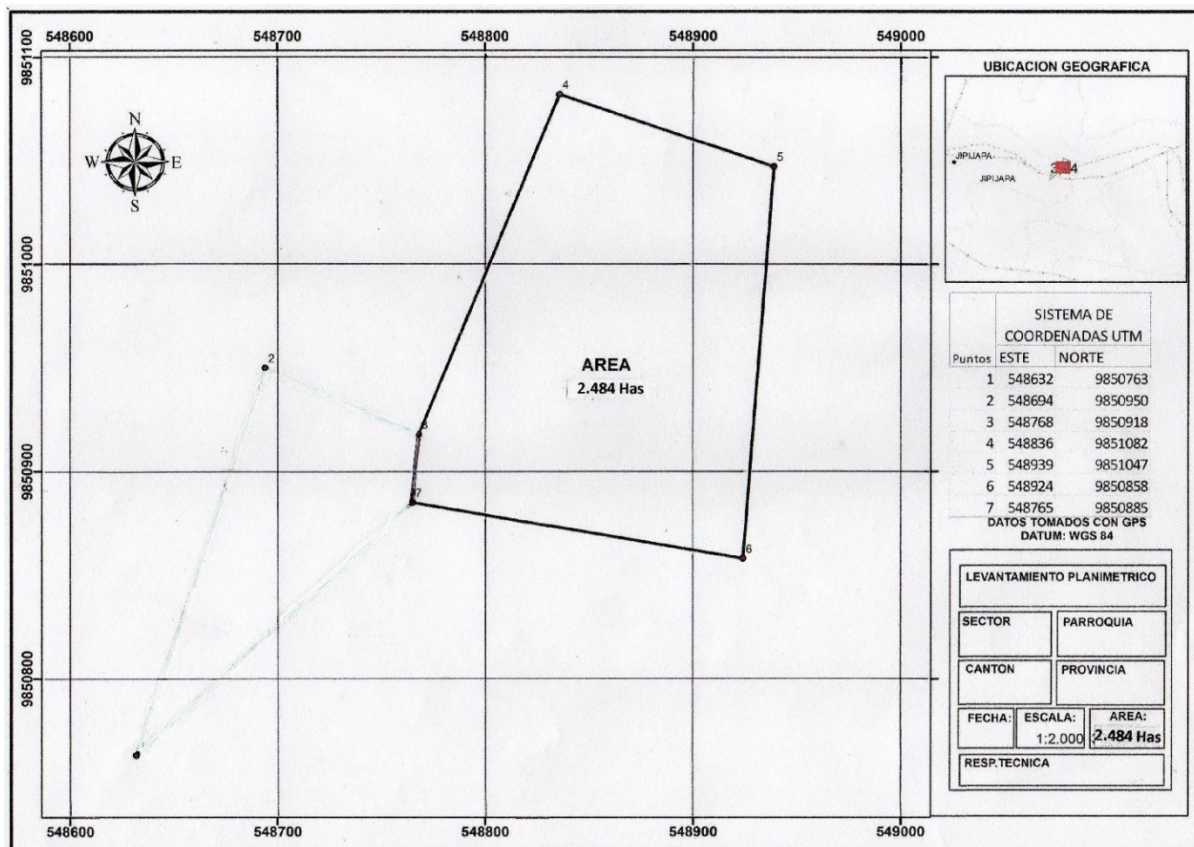 548600 548700 548800 548900 549000
9851100
9851000
9850900
9850800
N
W E
S
4
5
2
3
7
6
AREA
2.484 Has
548600 548700 548800 548900 549000
UBICACION GEOGRAFICA
JIPIJAPA
JIPIJAPA
3 4
SISTEMA DE
COORDENADAS UTM
Puntos ESTE NORTE
1 548632 9850763
2 548694 9850950
3 548768 9850918
4 548836 9851082
5 548939 9851047
6 548924 9850858
7 548765 9850885
DATOS TOMADOS CON GPS
DATUM: WGS 84
LEVANTAMIENTO PLANIMETRICO
SECTOR PARROQUIA
CANTON PROVINCIA
FECHA: ESCALA: AREA:
1:2.000 2.484 Has
RESP.TECNICA